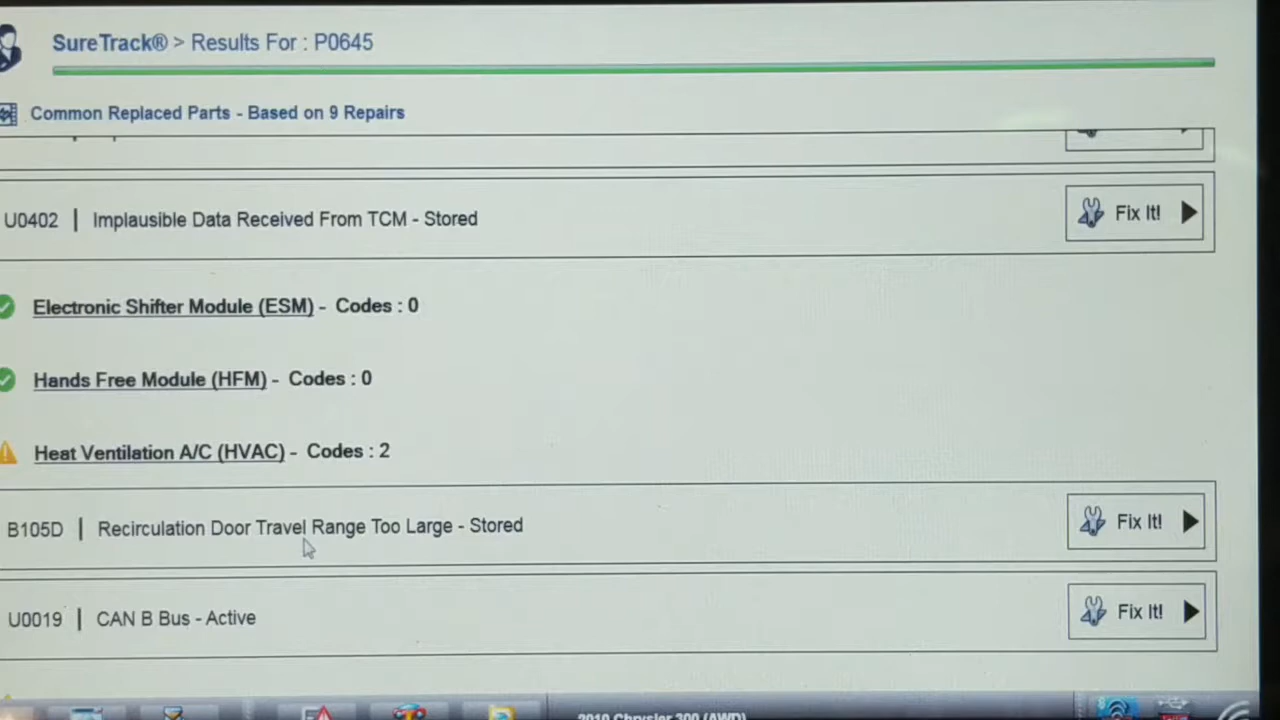 SureTrack® > Results For : P0645
Common Replaced Parts - Based on 9 Repairs
U0402 | Implausible Data Received From TCM - Stored
Fix It!
Electronic Shifter Module (ESM) - Codes : 0
Hands Free Module (HFM) - Codes : 0
Heat Ventilation A/C (HVAC) - Codes : 2
B105D | Recirculation Door Travel Range Too Large - Stored
Fix It!
U0019 | CAN B Bus - Active
Fix It!
2019 Chrysler 300 (AWD)